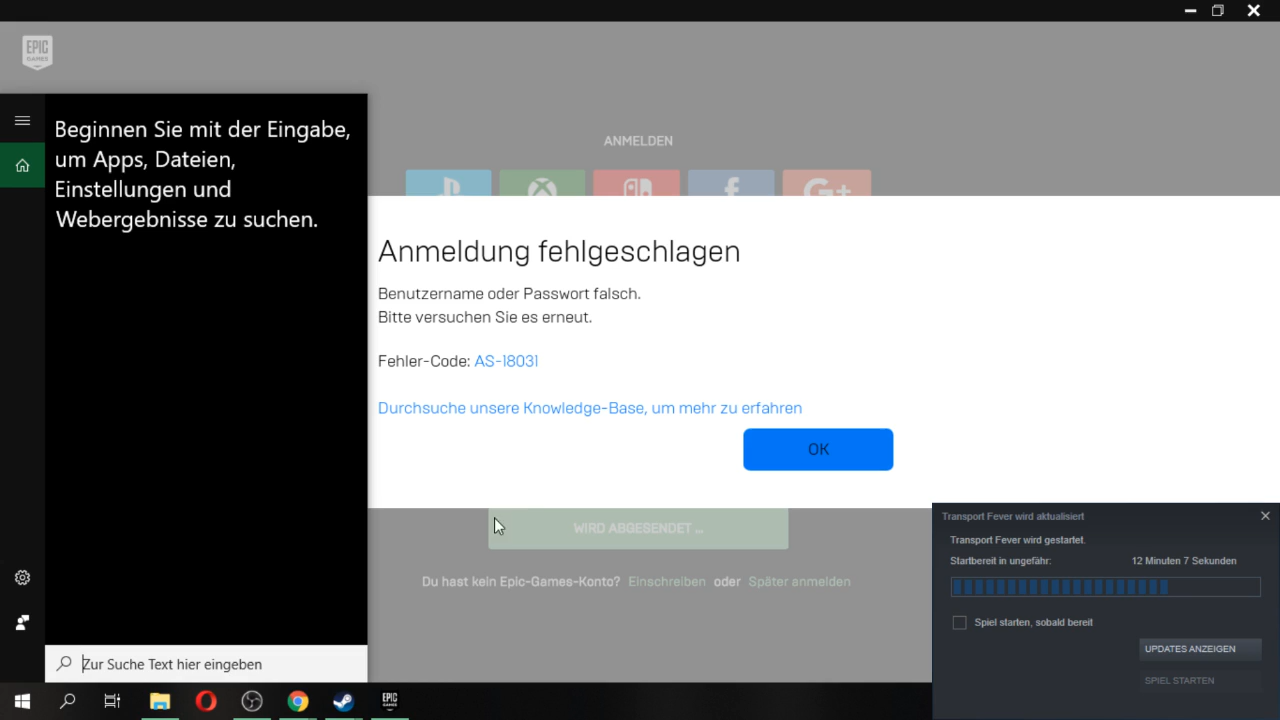 EPIC
GAMES
ANMELDEN
Beginnen Sie mit der Eingabe,
um Apps, Dateien,
Einstellungen und
Webergebnisse zu suchen.
G+
Anmeldung fehlgeschlagen
Benutzername oder Passwort falsch.
Bitte versuchen Sie es erneut.
Fehler-Code: AS-18031
Durchsuche unsere Knowledge-Base, um mehr zu erfahren
OK
WIRD ABGESENDET ...
Du hast kein Epic-Games-Konto? Einschreiben oder Später anmelden
Transport Fever wird aktualisiert
Transport Fever wird gestartet.
Startbereit in ungefähr: 12 Minuten 7 Sekunden
Spiel starten, sobald bereit
UPDATES ANZEIGEN
SPIEL STARTEN
Zur Suche Text hier eingeben
EPIC
GAMES